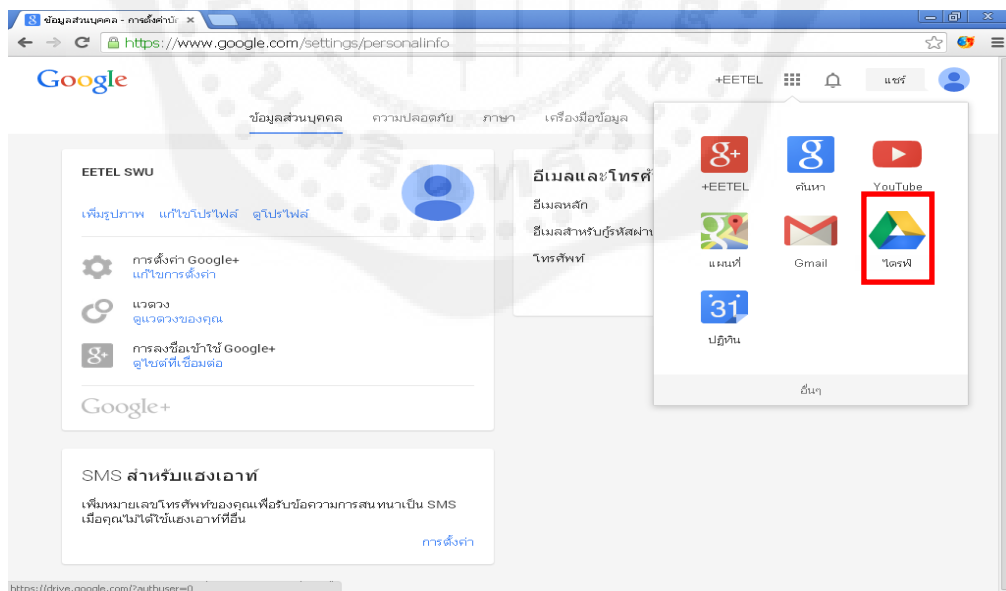 ข้อมูลส่วนบุคคล - การตั้งค่าบัญ
https://www.google.com/settings/personalinfo
Google
+EETEL
แชร์
ข้อมูลส่วนบุคคล ความปลอดภัย ภาษา เครื่องมือข้อมูล
EETEL SWU
เพิ่มรูปภาพ แก้ไขโปรไฟล์ ดูโปรไฟล์
การตั้งค่า Google+
แก้ไขการตั้งค่า
แวดวง
ดูแวดวงของคุณ
การลงชื่อเข้าใช้ Google+
ดูไซต์ที่เชื่อมต่อ
Google+
SMS สำหรับแฮงเอาท์
เพิ่มหมายเลขโทรศัพท์ของคุณเพื่อรับข้อความการสนทนาเป็น SMS
เมื่อคุณไม่ได้ใช้แฮงเอาท์ที่อื่น
การตั้งค่า
อีเมลและโทรศั
อีเมลหลัก
อีเมลสำหรับกู้รหัสผ่าน
โทรศัพท์
+EETEL ค้นหา YouTube
แผนที่ Gmail ไดรฟ์
31
ปฏิทิน
อื่นๆ
https://drive.google.com/?authuser=0